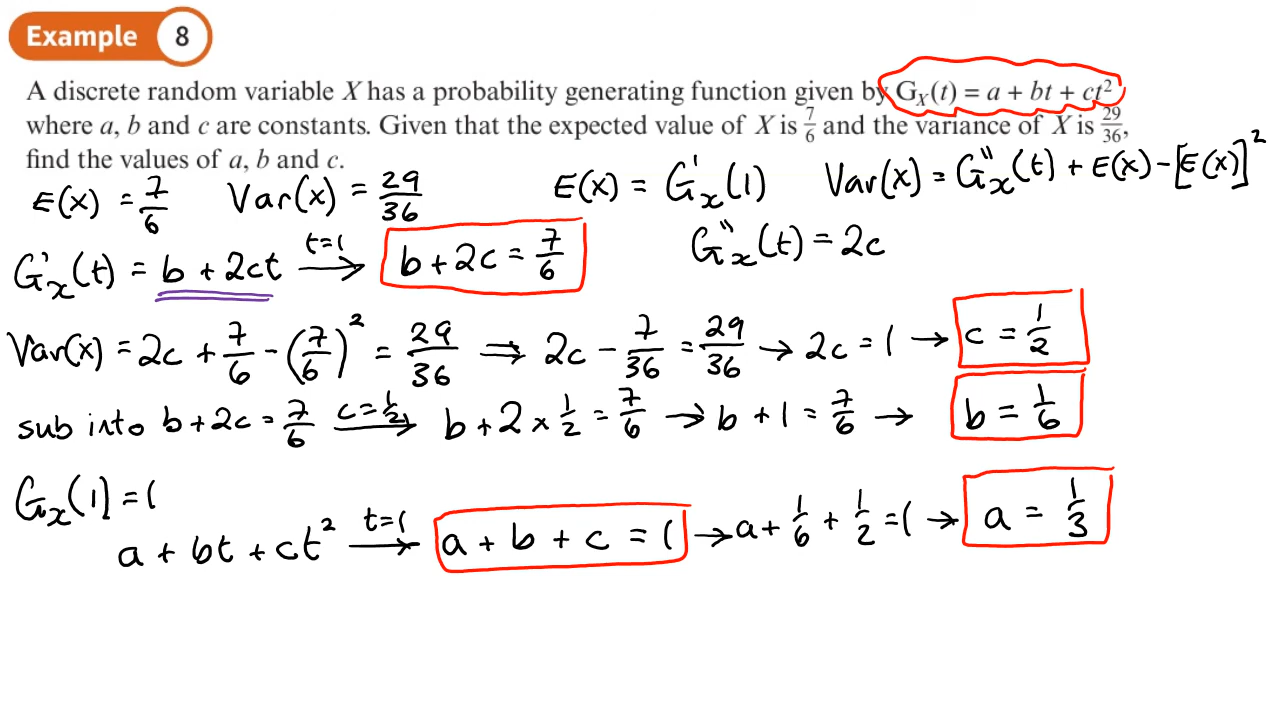 Example 8
A discrete random variable X has a probability generating function given by G_X(t) = a + bt + ct²
where a, b and c are constants. Given that the expected value of X is 7/6 and the variance of X is 29/36,
find the values of a, b and c.
E(x) = 7/6 Var(x) = 29/36 E(x) = G'_x(1) Var(x) = G''_x(t) + E(x) - [E(x)]²
G'_x(t) = b + 2ct t=1 → b + 2c = 7/6 G''_x(t) = 2c
Var(x) = 2c + 7/6 - (7/6)² = 29/36 ⇒ 2c - 7/36 = 29/36 → 2c = 1 → c = 1/2
sub into b + 2c = 7/6 c = 1/2 → b + 2 × 1/2 = 7/6 → b + 1 = 7/6 → b = 1/6
G_x(1) = 1
a + bt + ct² t=1 → a + b + c = 1 → a + 1/6 + 1/2 = 1 → a = 1/3